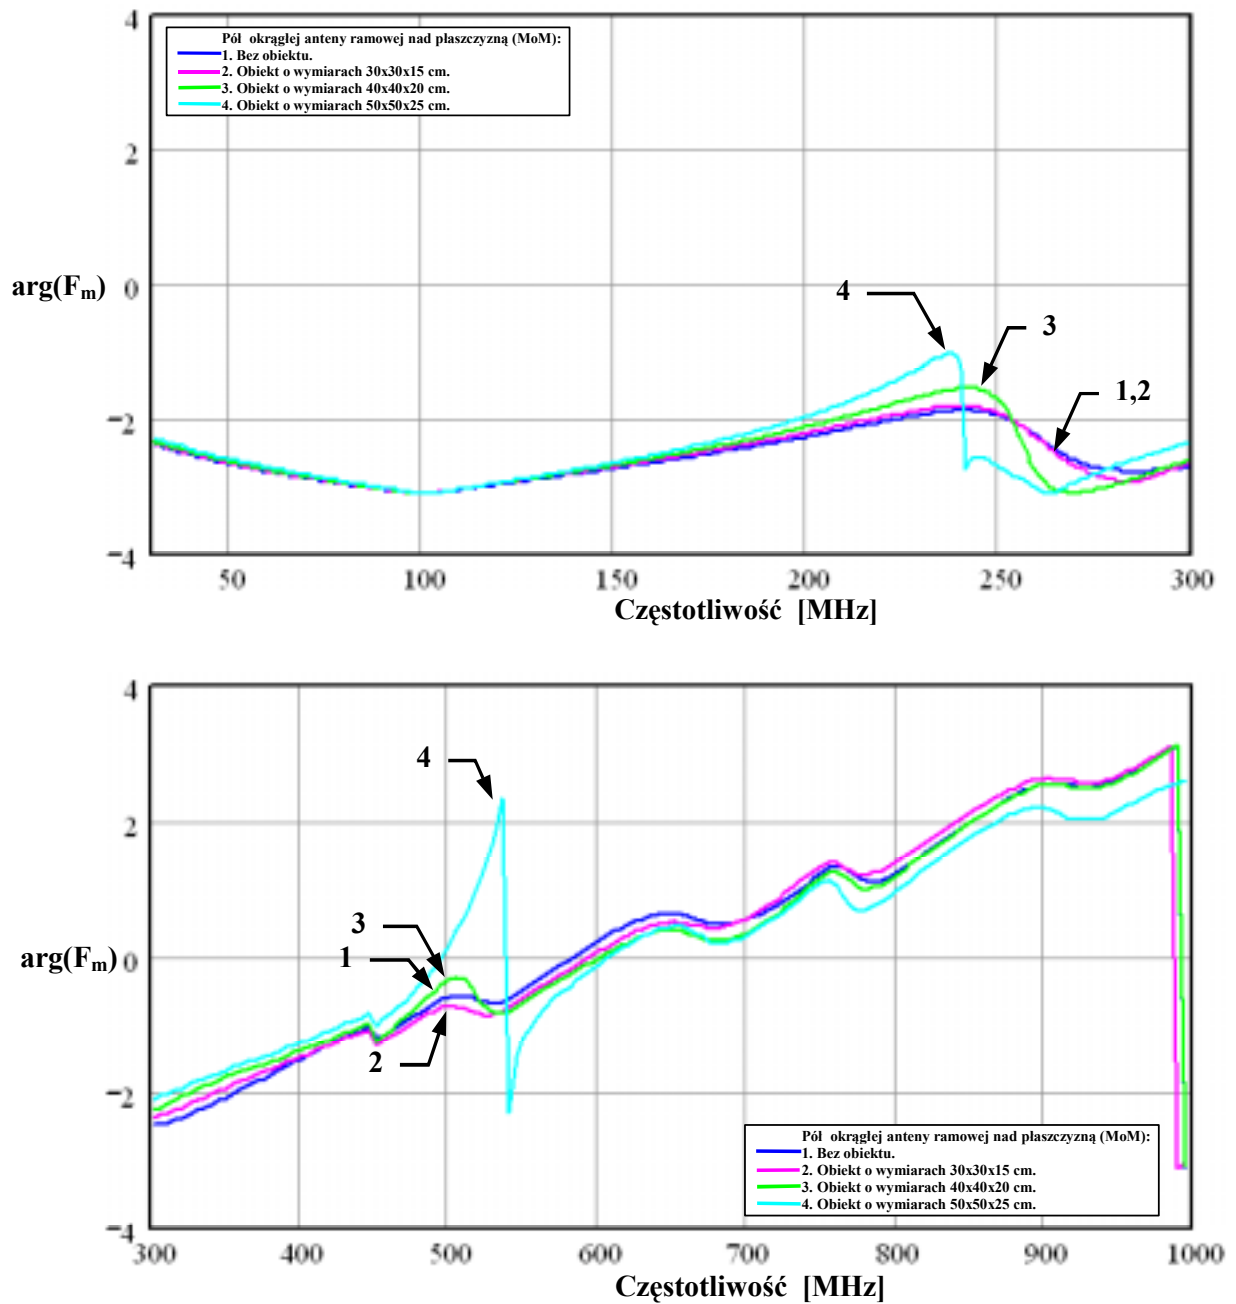 4
Pół okrągłej anteny ramowej nad płaszczyzną (MoM):
1. Bez obiektu.
2. Obiekt o wymiarach 30x30x15 cm.
3. Obiekt o wymiarach 40x40x20 cm.
4. Obiekt o wymiarach 50x50x25 cm.
2
arg(Fm)
0
4
3
1,2
−2
−4
50 100 150 200 250 300
Częstotliwość [MHz]
4
4
2
3
1
arg(Fm)
0
2
−2
Pół okrągłej anteny ramowej nad płaszczyzną (MoM):
1. Bez obiektu.
2. Obiekt o wymiarach 30x30x15 cm.
3. Obiekt o wymiarach 40x40x20 cm.
4. Obiekt o wymiarach 50x50x25 cm.
−4
300 400 500 600 700 800 900 1000
Częstotliwość [MHz]